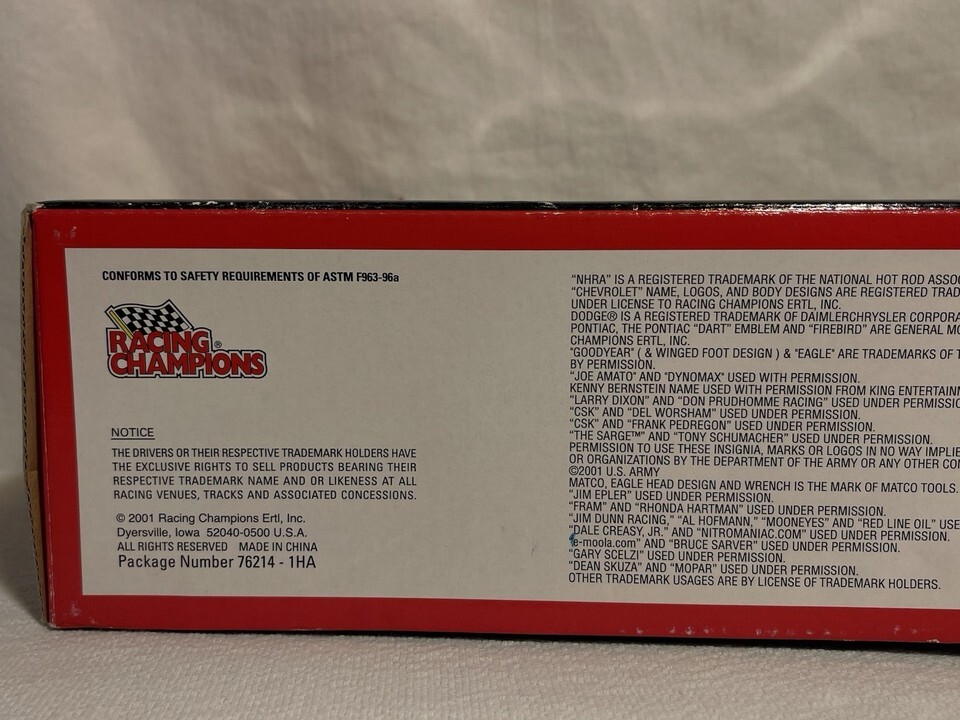 CONFORMS TO SAFETY REQUIREMENTS OF ASTM F963-96a
RACING
CHAMPIONS®
NOTICE
THE DRIVERS OR THEIR RESPECTIVE TRADEMARK HOLDERS HAVE
THE EXCLUSIVE RIGHTS TO SELL PRODUCTS BEARING THEIR
RESPECTIVE TRADEMARK NAME AND OR LIKENESS AT ALL
RACING VENUES, TRACKS AND ASSOCIATED CONCESSIONS.
© 2001 Racing Champions Ertl, Inc.
Dyersville, Iowa 52040-0500 U.S.A.
ALL RIGHTS RESERVED MADE IN CHINA
Package Number 76214 - 1HA
"NHRA" IS A REGISTERED TRADEMARK OF THE NATIONAL HOT ROD ASSO
"CHEVROLET" NAME, LOGOS, AND BODY DESIGNS ARE REGISTERED TRAD
UNDER LICENSE TO RACING CHAMPIONS ERTL, INC.
DODGE® IS A REGISTERED TRADEMARK OF DAIMLERCHRYSLER CORPORA
PONTIAC, THE PONTIAC "DART" EMBLEM AND "FIREBIRD" ARE GENERAL MO
CHAMPIONS ERTL, INC.
"GOODYEAR" ( & WINGED FOOT DESIGN ) & "EAGLE" ARE TRADEMARKS OF T
BY PERMISSION.
"JOE AMATO" AND "DYNOMAX" USED WITH PERMISSION.
KENNY BERNSTEIN NAME USED WITH PERMISSION FROM KING ENTERTAIN
"LARRY DIXON" AND "DON PRUDHOMME RACING" USED UNDER PERMISSIO
"CSK" AND "DEL WORSHAM" USED UNDER PERMISSION.
"CSK" AND "FRANK PEDREGON" USED UNDER PERMISSION.
"THE SARGE™" AND "TONY SCHUMACHER" USED UNDER PERMISSION.
PERMISSION TO USE THESE INSIGNIA, MARKS OR LOGOS IN NO WAY IMPLIE
OR ORGANIZATIONS BY THE DEPARTMENT OF THE ARMY OR ANY OTHER CO
©2001 U.S. ARMY
MATCO, EAGLE HEAD DESIGN AND WRENCH IS THE MARK OF MATCO TOOLS.
"JIM EPLER" USED UNDER PERMISSION.
"FRAM" AND "RHONDA HARTMAN" USED UNDER PERMISSION.
"JIM DUNN RACING," "AL HOFMANN," "MOONEYES" AND "RED LINE OIL" USE
"DALE CREASY, JR." AND "NITROMANIAC.COM" USED UNDER PERMISSION.
"e-moola.com" AND "BRUCE SARVER" USED UNDER PERMISSION.
"GARY SCELZI" USED UNDER PERMISSION.
"DEAN SKUZA" AND "MOPAR" USED UNDER PERMISSION.
OTHER TRADEMARK USAGES ARE BY LICENSE OF TRADEMARK HOLDERS.